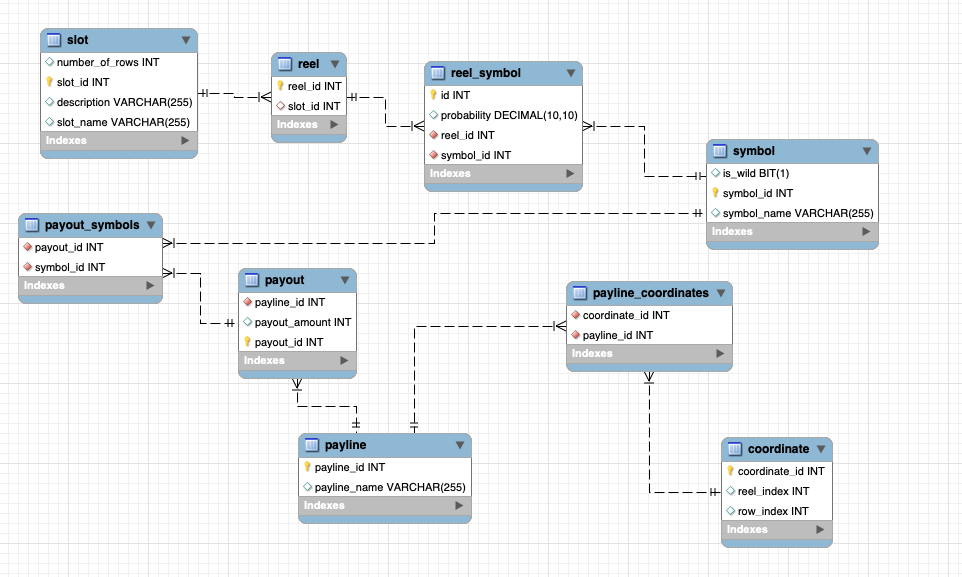 slot
number_of_rows INT
slot_id INT
description VARCHAR(255)
slot_name VARCHAR(255)
Indexes
reel
reel_id INT
slot_id INT
Indexes
reel_symbol
id INT
probability DECIMAL(10,10)
reel_id INT
symbol_id INT
Indexes
symbol
is_wild BIT(1)
symbol_id INT
symbol_name VARCHAR(255)
Indexes
payout_symbols
payout_id INT
symbol_id INT
Indexes
payout
payline_id INT
payout_amount INT
payout_id INT
Indexes
payline_coordinates
coordinate_id INT
payline_id INT
Indexes
payline
payline_id INT
payline_name VARCHAR(255)
Indexes
coordinate
coordinate_id INT
reel_index INT
row_index INT
Indexes